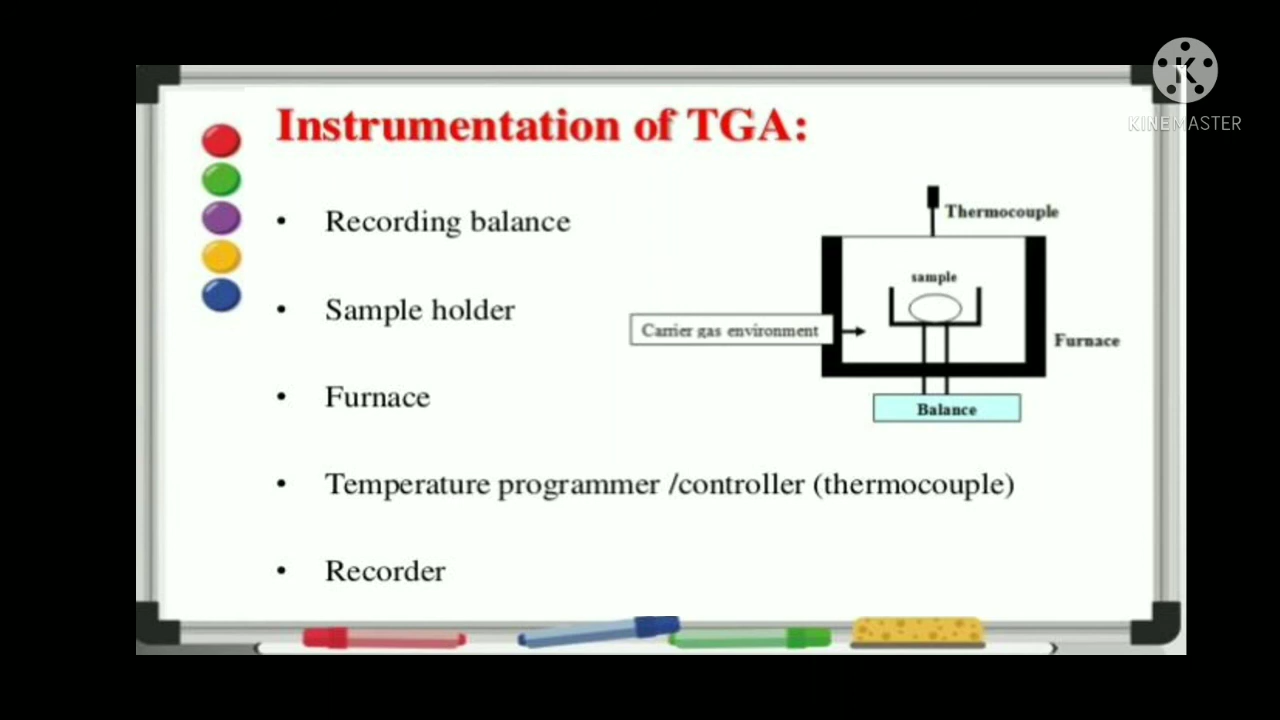 KINEMASTER
Instrumentation of TGA:
• Recording balance
• Sample holder
• Furnace
• Temperature programmer /controller (thermocouple)
• Recorder
Thermocouple
sample
Carrier gas environment
Furnace
Balance